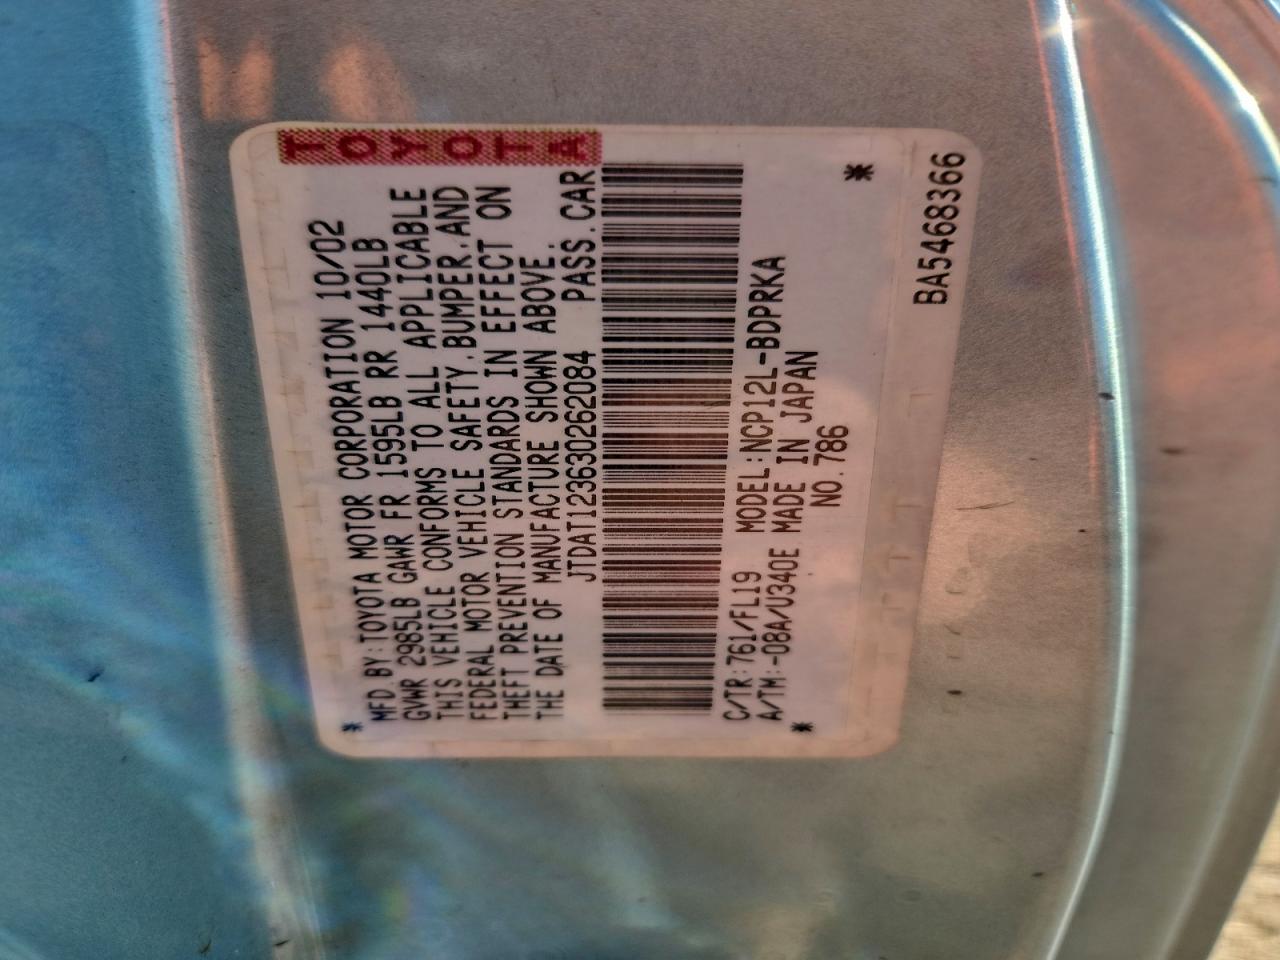 TOYOTA
MFD BY:TOYOTA MOTOR CORPORATION 10/02
GVWR 2985LB GAWR FR 1595LB RR 1440LB
THIS VEHICLE CONFORMS TO ALL APPLICABLE
FEDERAL MOTOR VEHICLE SAFETY,BUMPER,AND
THEFT PREVENTION STANDARDS IN EFFECT ON
THE DATE OF MANUFACTURE SHOWN ABOVE.
JTDAT123630262084 PASS.CAR
C/TR:761/FL19 MODEL:NCP12L-BDPRKA
A/TM:-08A/U340E MADE IN JAPAN
NO.786
BA5468366